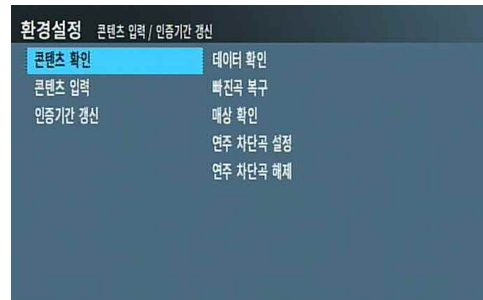 환경설정 콘텐츠 입력 / 인증기간 갱신
콘텐츠 확인
콘텐츠 입력
인증기간 갱신
데이터 확인
빠진곡 복구
매상 확인
연주 차단곡 설정
연주 차단곡 해제